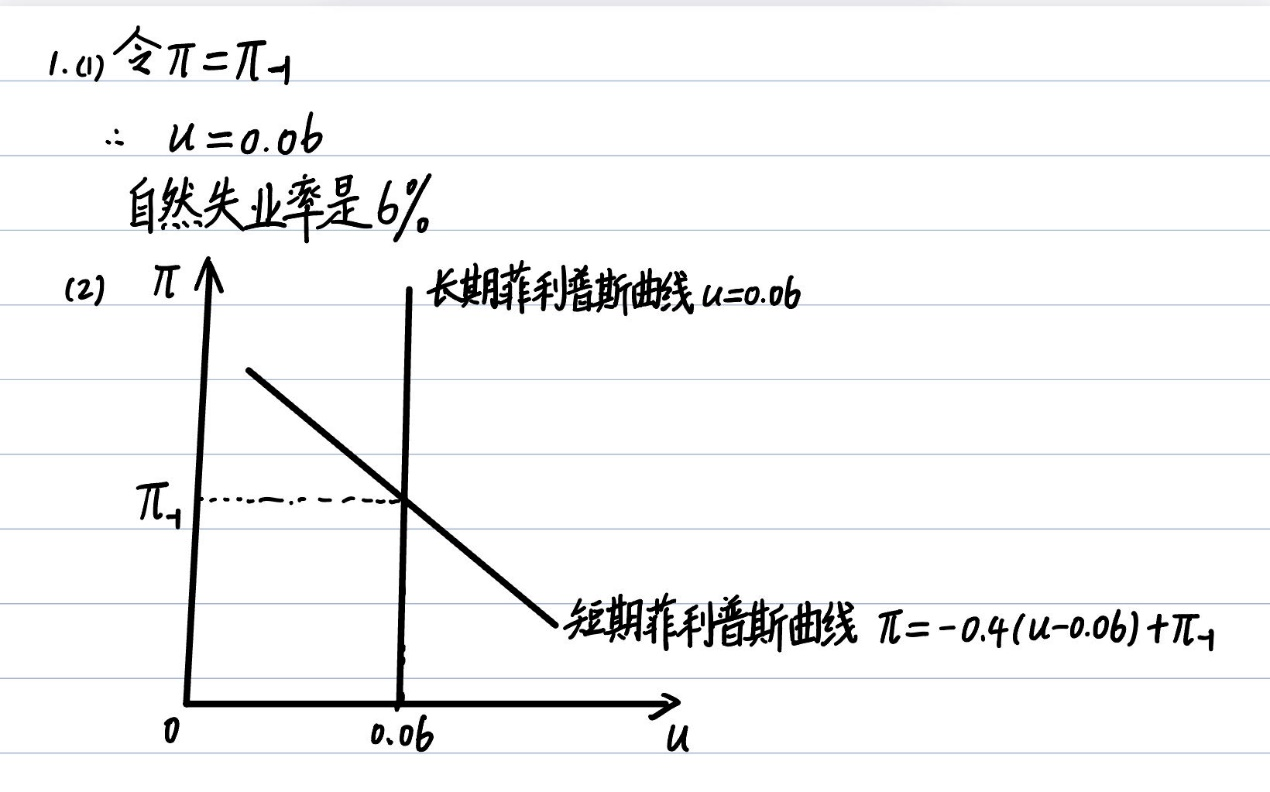 1.(1) 令π=π₋₁
∴ u=0.06
自然失业率是6%
(2) π
长期菲利普斯曲线 u=0.06
π₋₁
短期菲利普斯曲线 π=-0.4(u-0.06)+π₋₁
0 0.06 u